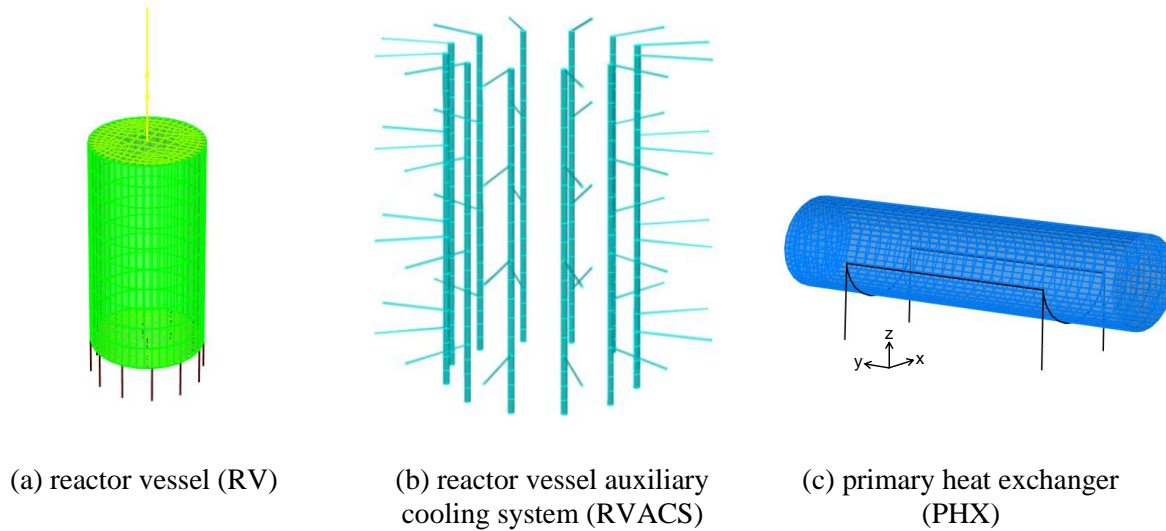 z
y
x
(a) reactor vessel (RV)
(b) reactor vessel auxiliary
cooling system (RVACS)
(c) primary heat exchanger
(PHX)